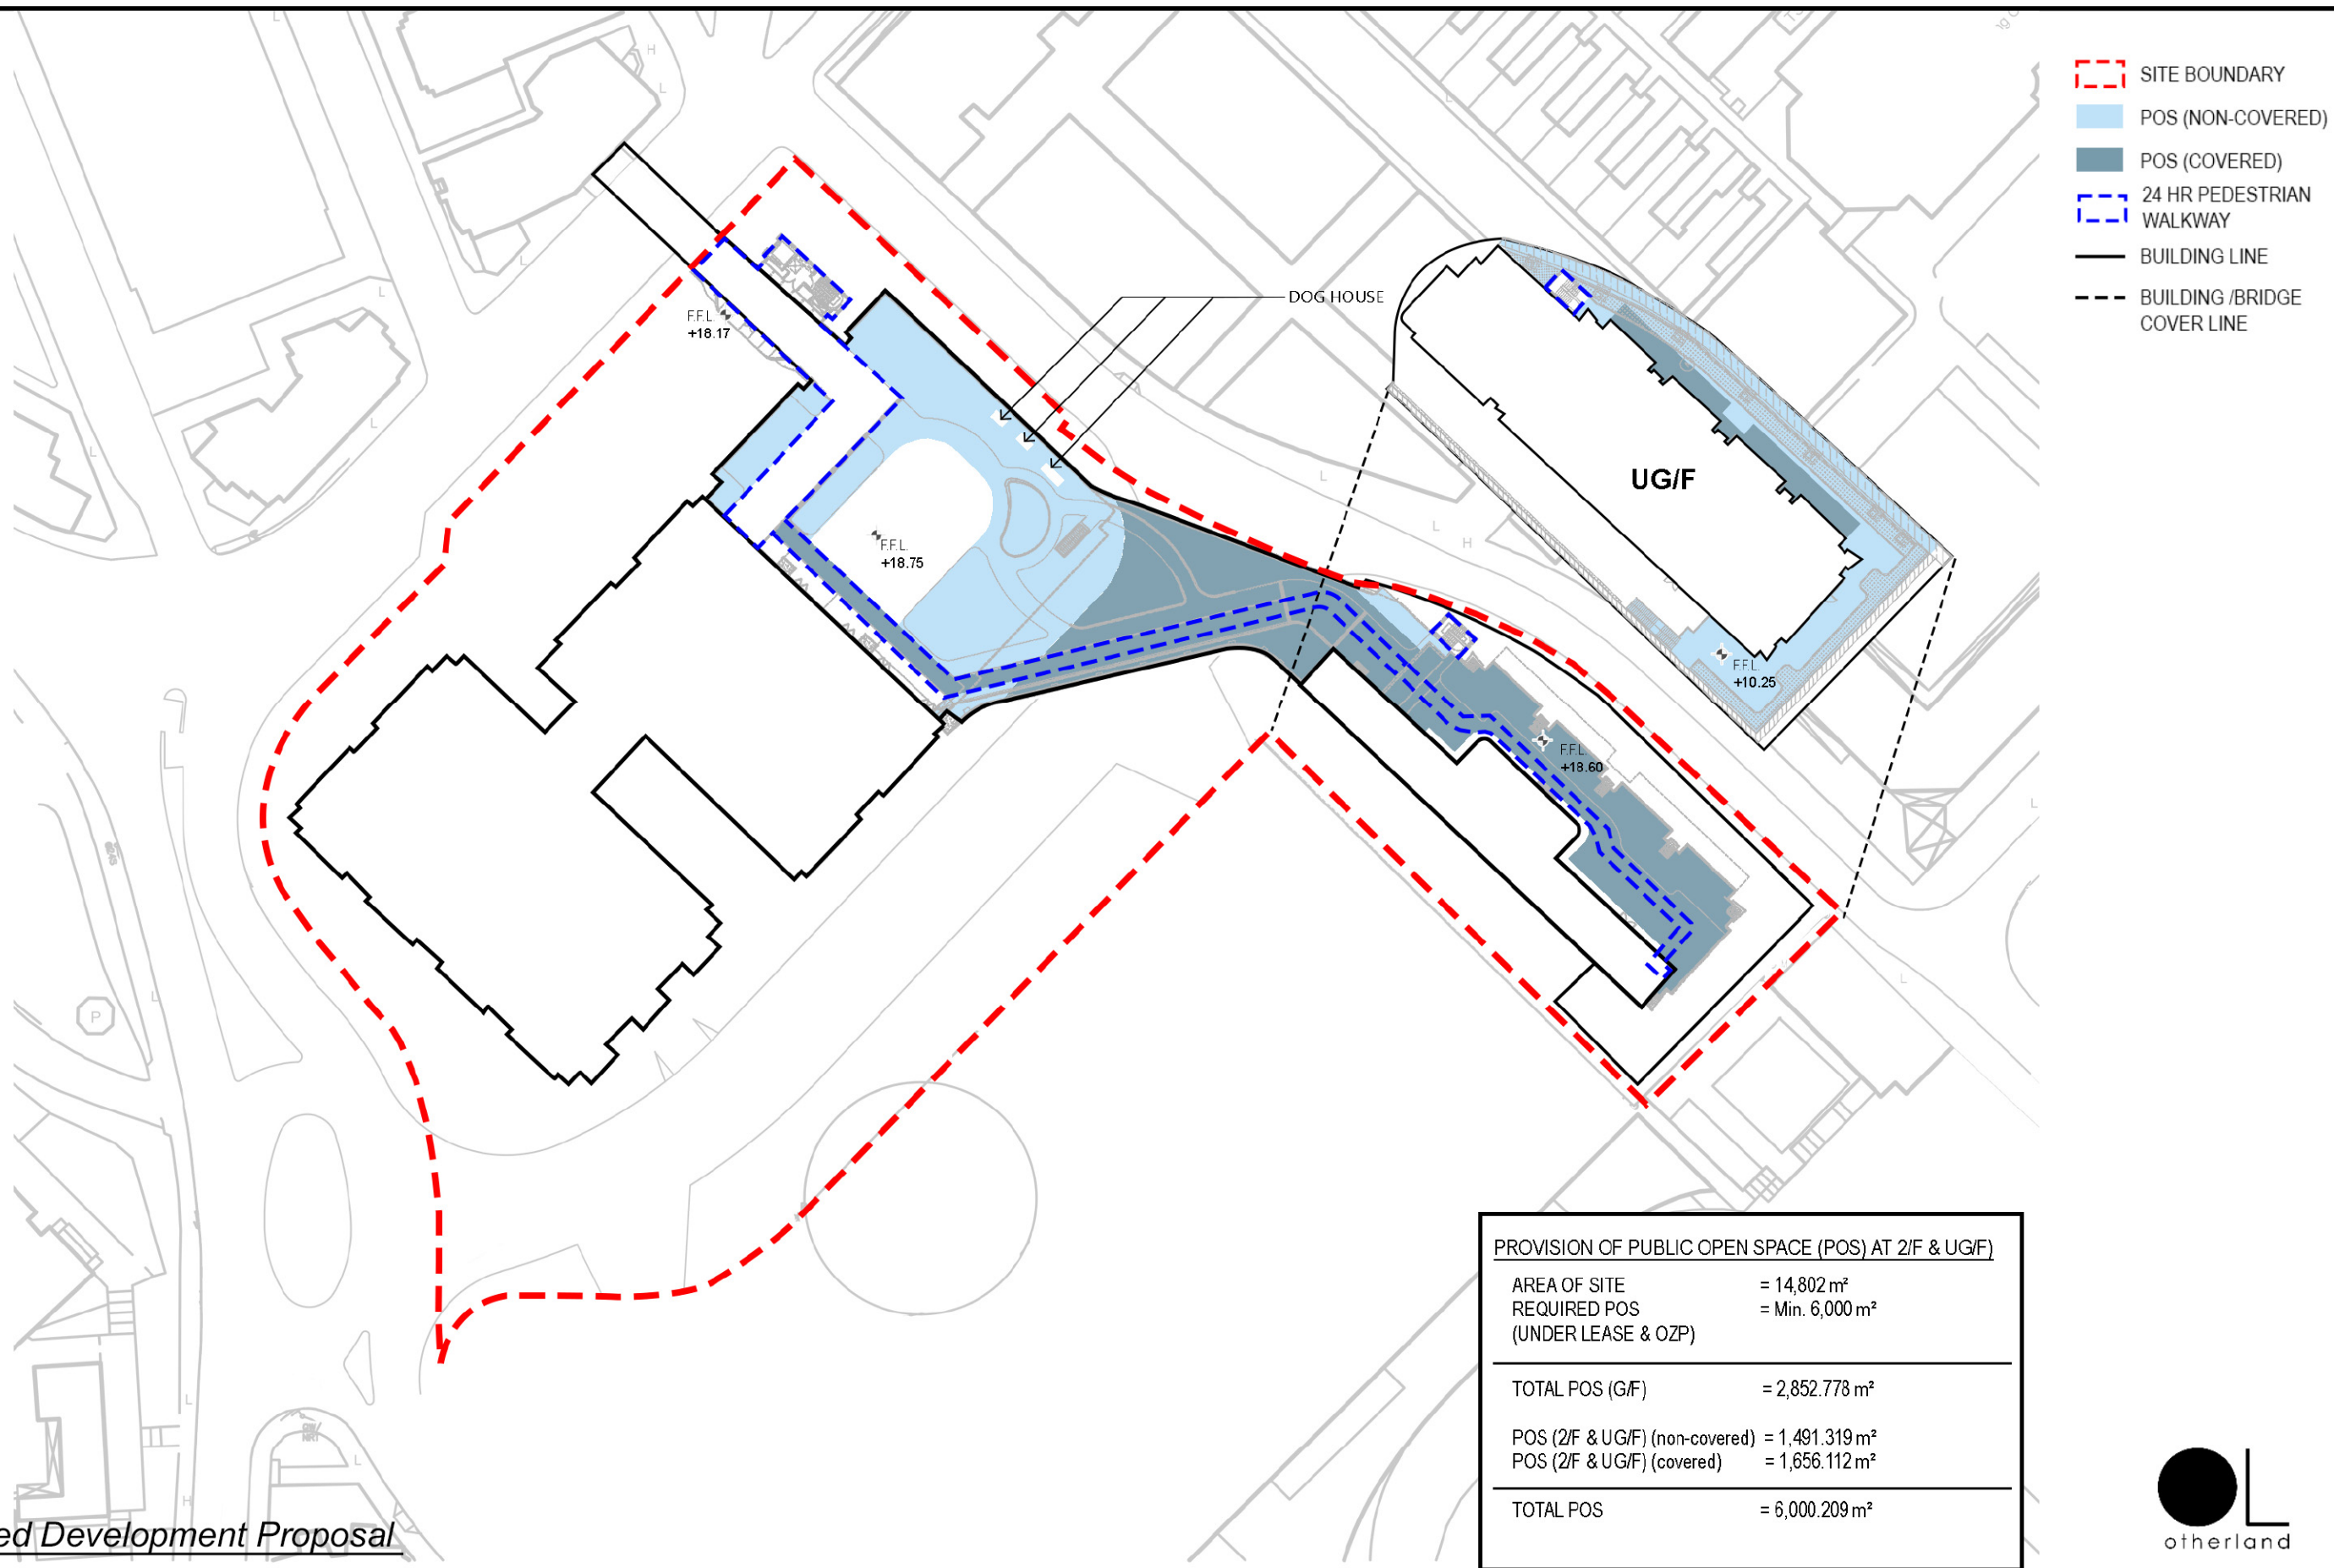 SITE BOUNDARY
POS (NON-COVERED)
POS (COVERED)
24 HR PEDESTRIAN
WALKWAY
BUILDING LINE
BUILDING /BRIDGE
COVER LINE
DOG HOUSE
F.F.L.
+18.17
F.F.L.
+18.75
UG/F
F.F.L.
+10.25
F.F.L.
+18.60
H
L
L
L
L
L
L
H
L
L
L
P
L
L
H
L
PROVISION OF PUBLIC OPEN SPACE (POS) AT 2/F & UG/F)
AREA OF SITE = 14,802 m²
REQUIRED POS = Min. 6,000 m²
(UNDER LEASE & OZP)
TOTAL POS (G/F) = 2,852.778 m²
POS (2/F & UG/F) (non-covered) = 1,491.319 m²
POS (2/F & UG/F) (covered) = 1,656.112 m²
TOTAL POS = 6,000.209 m²
ed Development Proposal
OL
otherland